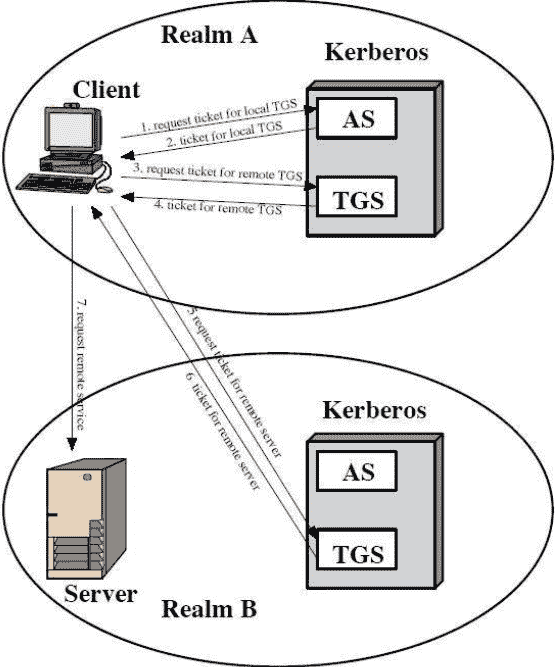 Realm A
Kerberos
Client
1. request ticket for local TGS
AS
2. ticket for local TGS
3. request ticket for remote TGS
TGS
4. ticket for remote TGS
5 request ticket for remote server
6. ticket for remote server
7. request remote service
Kerberos
AS
TGS
Server
Realm B